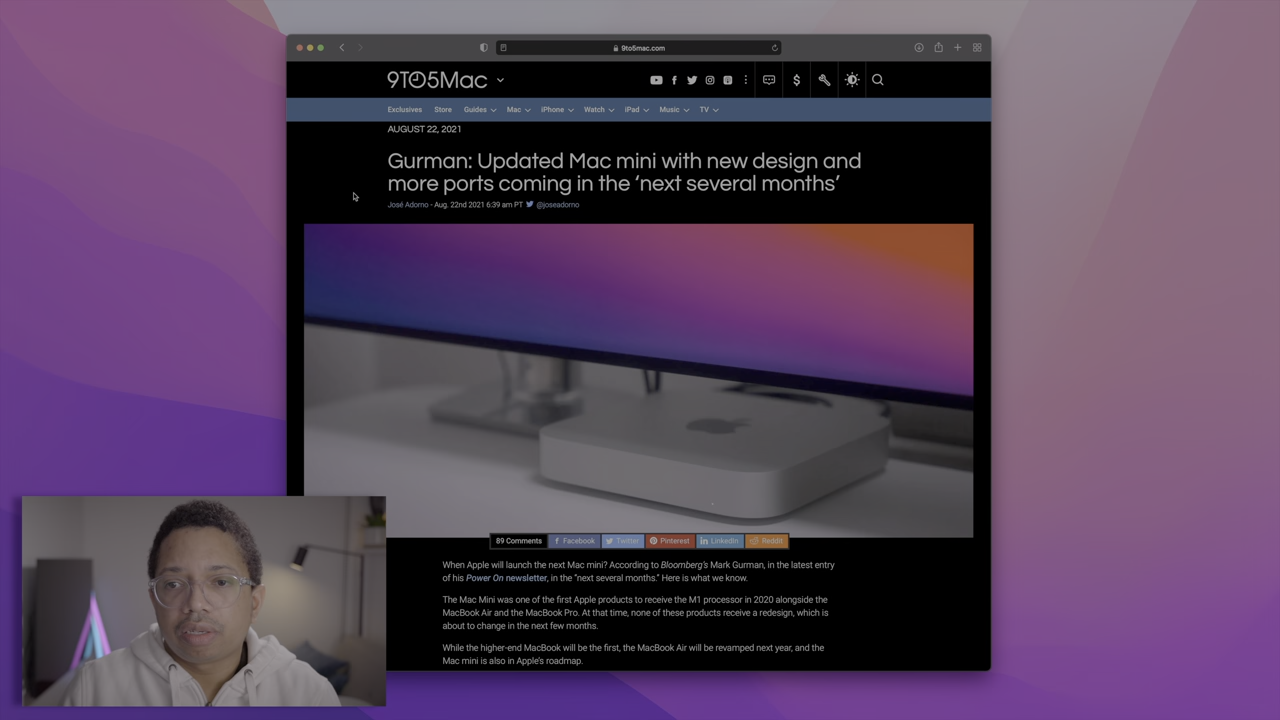 9to5mac.com
9TO5Mac
$
Exclusives Store Guides Mac iPhone Watch iPad Music TV
AUGUST 22, 2021
Gurman: Updated Mac mini with new design and
more ports coming in the ‘next several months’
José Adorno - Aug. 22nd 2021 6:39 am PT @joseadorno
89 Comments Facebook Twitter Pinterest LinkedIn Reddit
When Apple will launch the next Mac mini? According to Bloomberg's Mark Gurman, in the latest entry
of his Power On newsletter, in the “next several months.” Here is what we know.
The Mac Mini was one of the first Apple products to receive the M1 processor in 2020 alongside the
MacBook Air and the MacBook Pro. At that time, none of these products receive a redesign, which is
about to change in the next few months.
While the higher-end MacBook will be the first, the MacBook Air will be revamped next year, and the
Mac mini is also in Apple's roadmap.